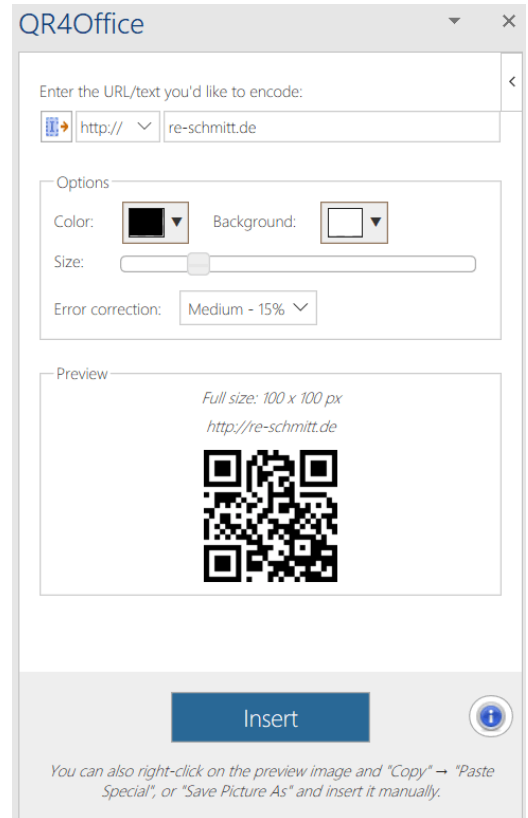 QR4Office
Enter the URL/text you'd like to encode:
http:// re-schmitt.de
Options
Color: Background:
Size:
Error correction: Medium - 15%
Preview
Full size: 100 x 100 px
http://re-schmitt.de
Insert
You can also right-click on the preview image and "Copy" → "Paste
Special", or "Save Picture As" and insert it manually.